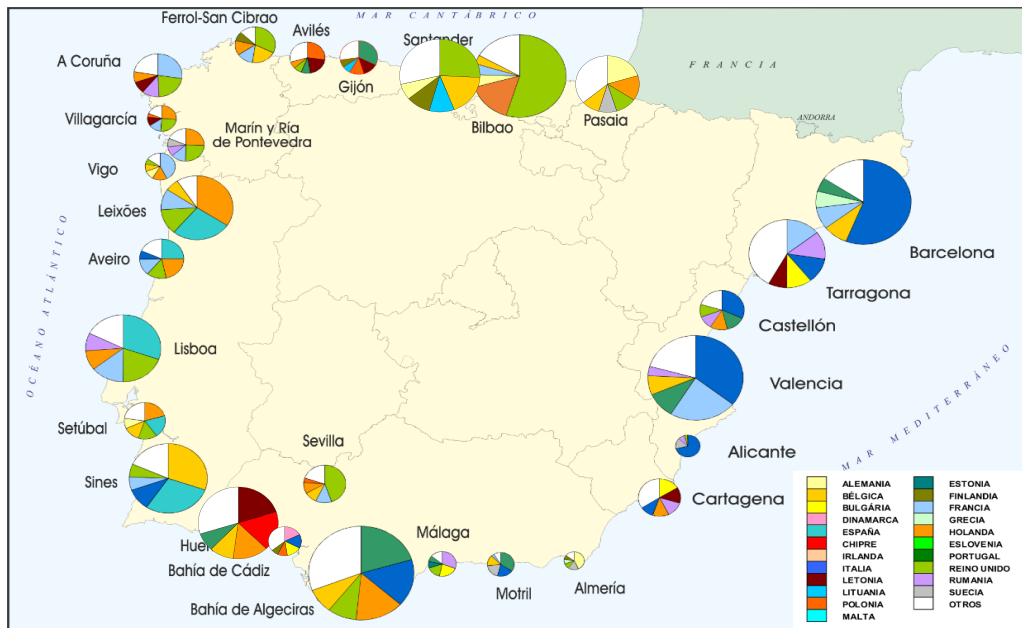 MAR CANTÁBRICO
Ferrol-San Cibrao
Avilés
Santander
A Coruña
Gijón
FRANCIA
Villagarcía
Marín y Ría
de Pontevedra
Bilbao
Pasaia
ANDORRA
Vigo
Leixões
OCÉANO ATLÁNTICO
Aveiro
Barcelona
Tarragona
Castellón
Lisboa
Valencia
MAR MEDITERRÁNEO
Setúbal
Sevilla
Alicante
Sines
Cartagena
Málaga
Bahía de Cádiz
Motril
Almería
Bahía de Algeciras
ALEMANIA
BÉLGICA
BULGÁRIA
DINAMARCA
ESPAÑA
CHIPRE
IRLANDA
ITALIA
LETONIA
LITUANIA
POLONIA
MALTA
ESTONIA
FINLANDIA
FRANCIA
GRECIA
HOLANDA
ESLOVENIA
PORTUGAL
REINO UNIDO
RUMANIA
SUECIA
OTROS